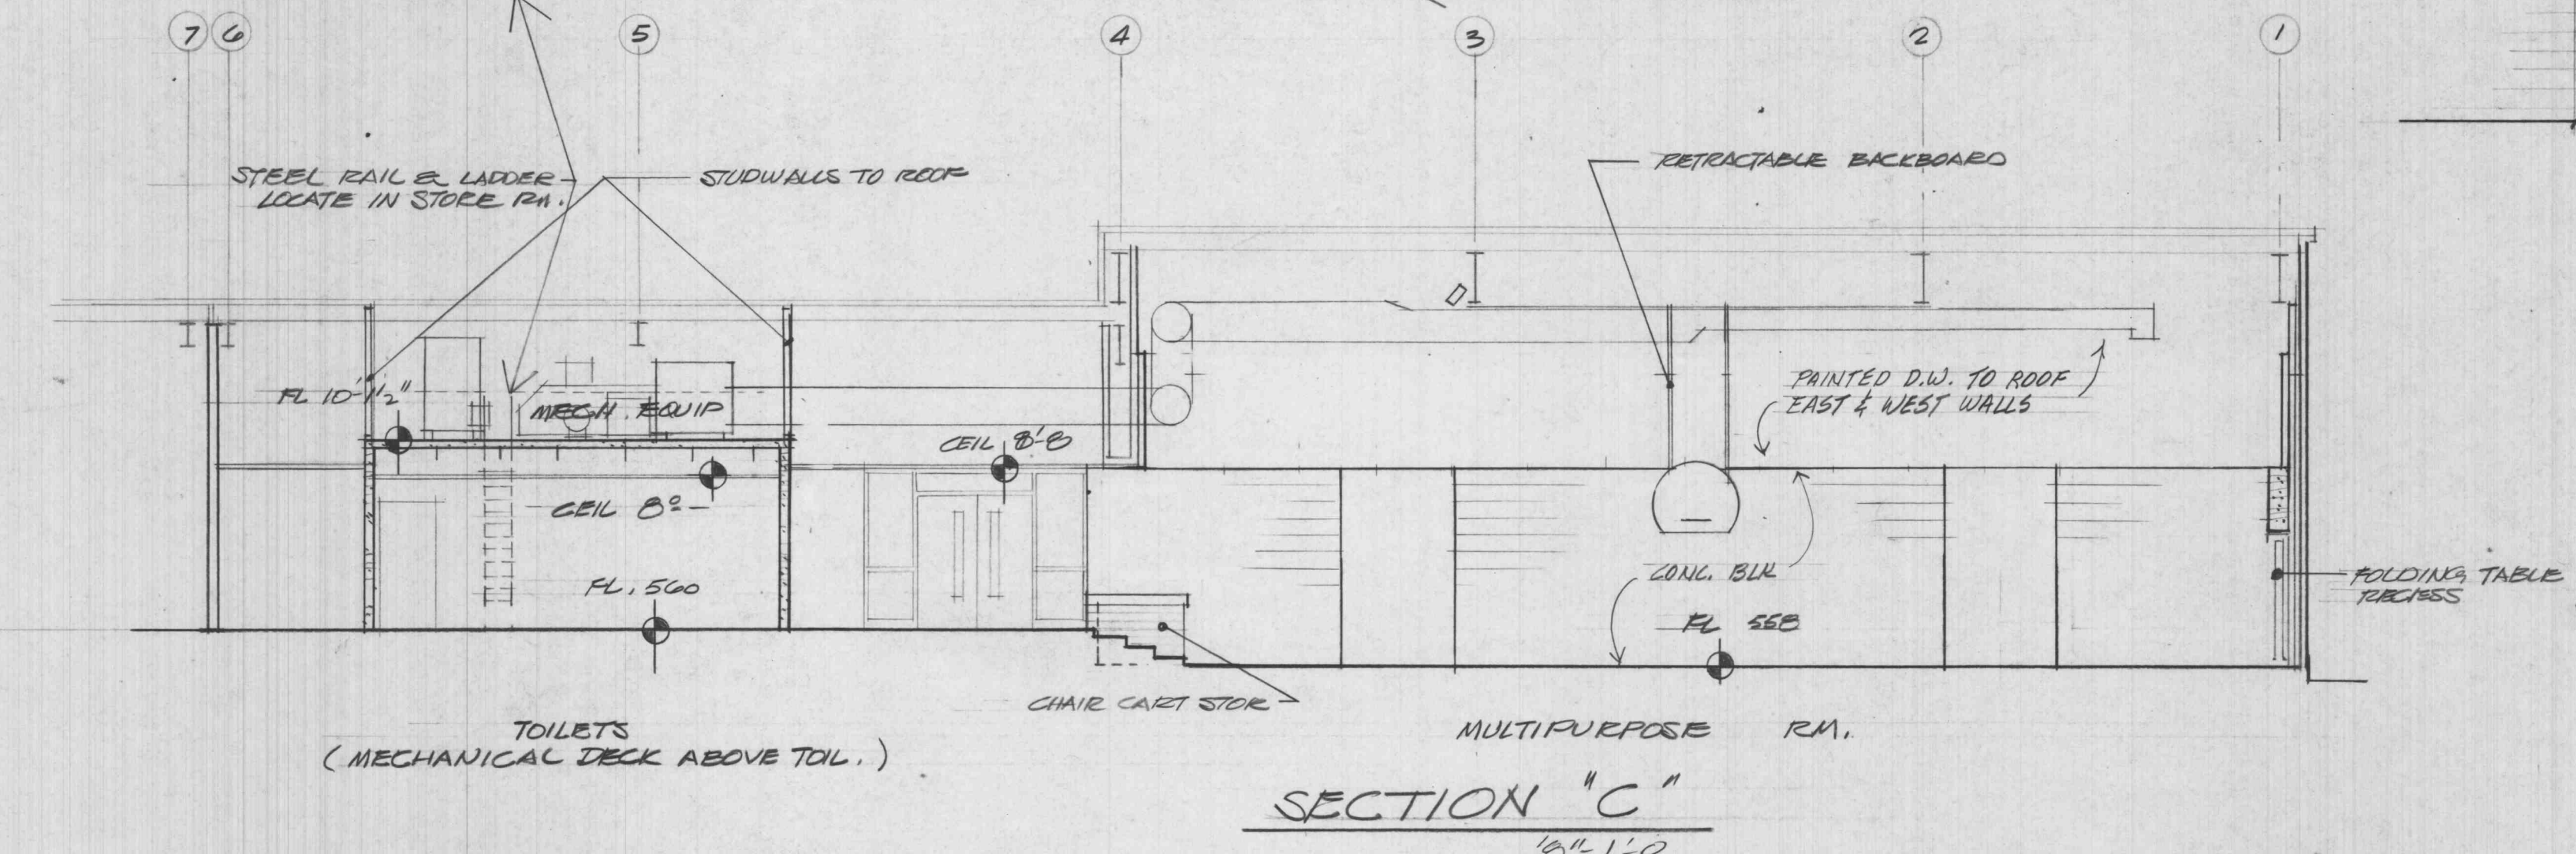 7 6 5 4 3 2 1
STEEL RAIL & LADDER
LOCATE IN STORE RM.
STUDWALLS TO ROOF
RETRACTABLE BACKBOARD
FL 10'-1 1/2"
MECH. EQUIP
CEIL 8'-8
PAINTED D.W. TO ROOF
EAST & WEST WALLS
CEIL 8º
FL. 560
CONC. BLK
FL 558
FOLDING TABLE
RECESS
CHAIR CART STOR
TOILETS
(MECHANICAL DECK ABOVE TOIL.)
MULTIPURPOSE RM.
SECTION "C"